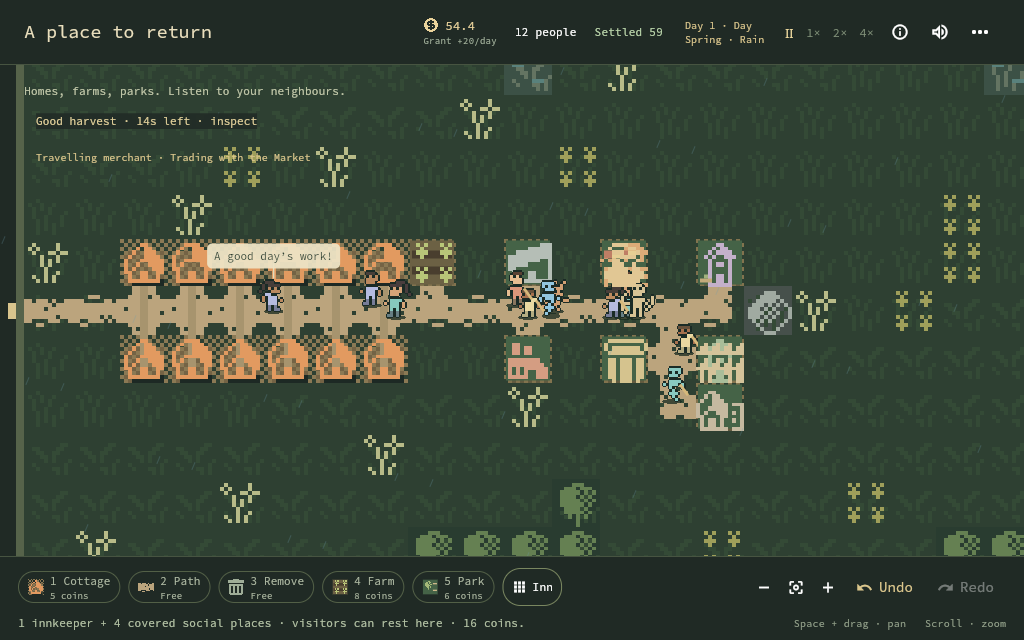 A place to return
54.4
Grant +20/day
12 people
Settled 59
Day 1 · Day
Spring · Rain
II 1× 2× 4×
Homes, farms, parks. Listen to your neighbours.
Good harvest · 14s left · inspect
Travelling merchant · Trading with the Market
A good day's work!
1 Cottage
5 coins
2 Path
Free
3 Remove
Free
4 Farm
8 coins
5 Park
6 coins
Inn
Undo
Redo
1 innkeeper + 4 covered social places · visitors can rest here · 16 coins.
Space + drag · pan
Scroll · zoom